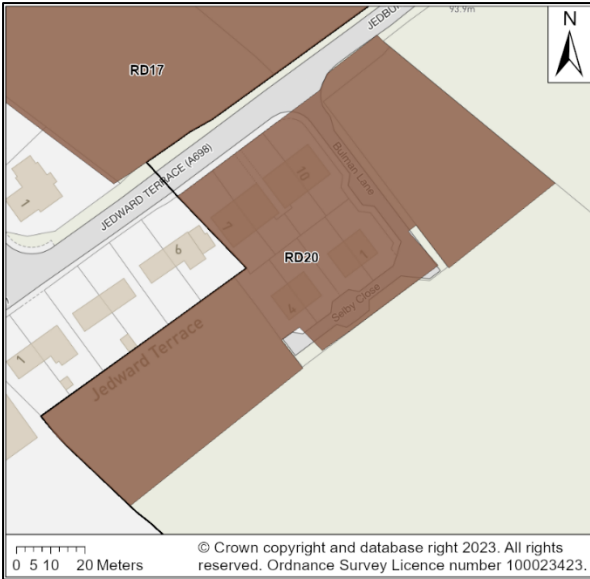 93.9m
JEDBU
N
RD17
JEDWARD TERRACE (A698)
1
Bulman Lane
10
7
6
RD20
1
4
Selby Close
Jedward Terrace
1
0 5 10 20 Meters
© Crown copyright and database right 2023. All rights
reserved. Ordnance Survey Licence number 100023423.